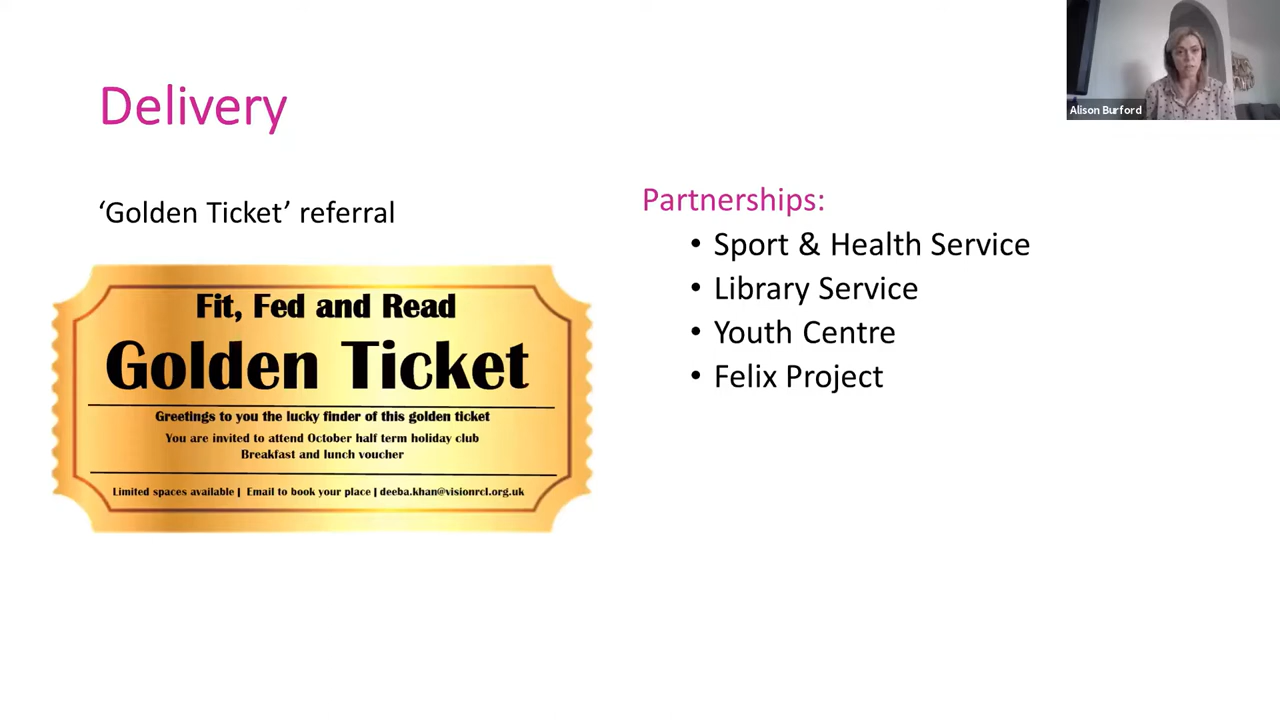 Delivery
‘Golden Ticket’ referral
Fit, Fed and Read
Golden Ticket
Greetings to you the lucky finder of this golden ticket
You are invited to attend October half term holiday club
Breakfast and lunch voucher
Limited spaces available | Email to book your place | deeba.khan@visionrcl.org.uk
Partnerships:
• Sport & Health Service
• Library Service
• Youth Centre
• Felix Project
Alison Burford